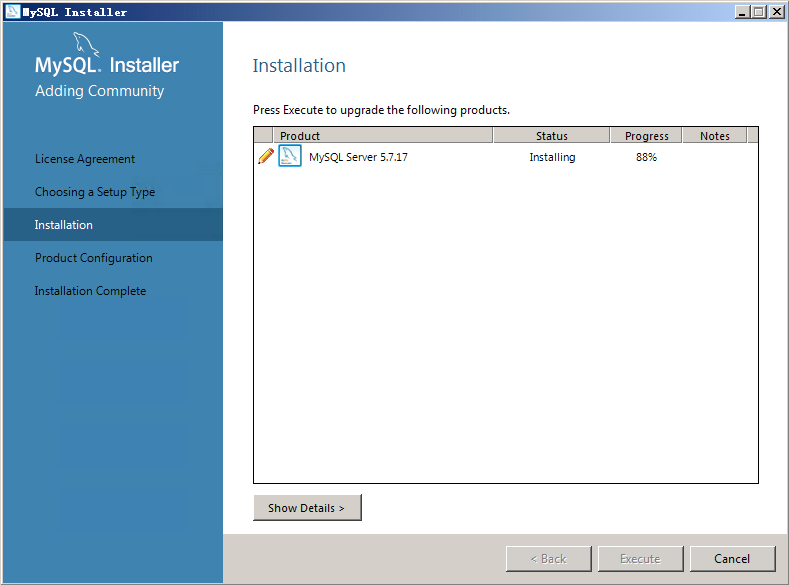 MySQL Installer
MySQL. Installer
Adding Community
License Agreement
Choosing a Setup Type
Installation
Product Configuration
Installation Complete
Installation
Press Execute to upgrade the following products.
Product Status Progress Notes
MySQL Server 5.7.17 Installing 88%
Show Details >
< Back Execute Cancel